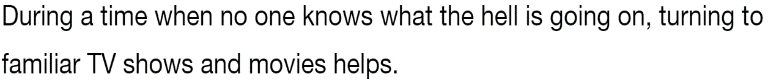 During a time when no one knows what the hell is going on, turning to
familiar TV shows and movies helps.